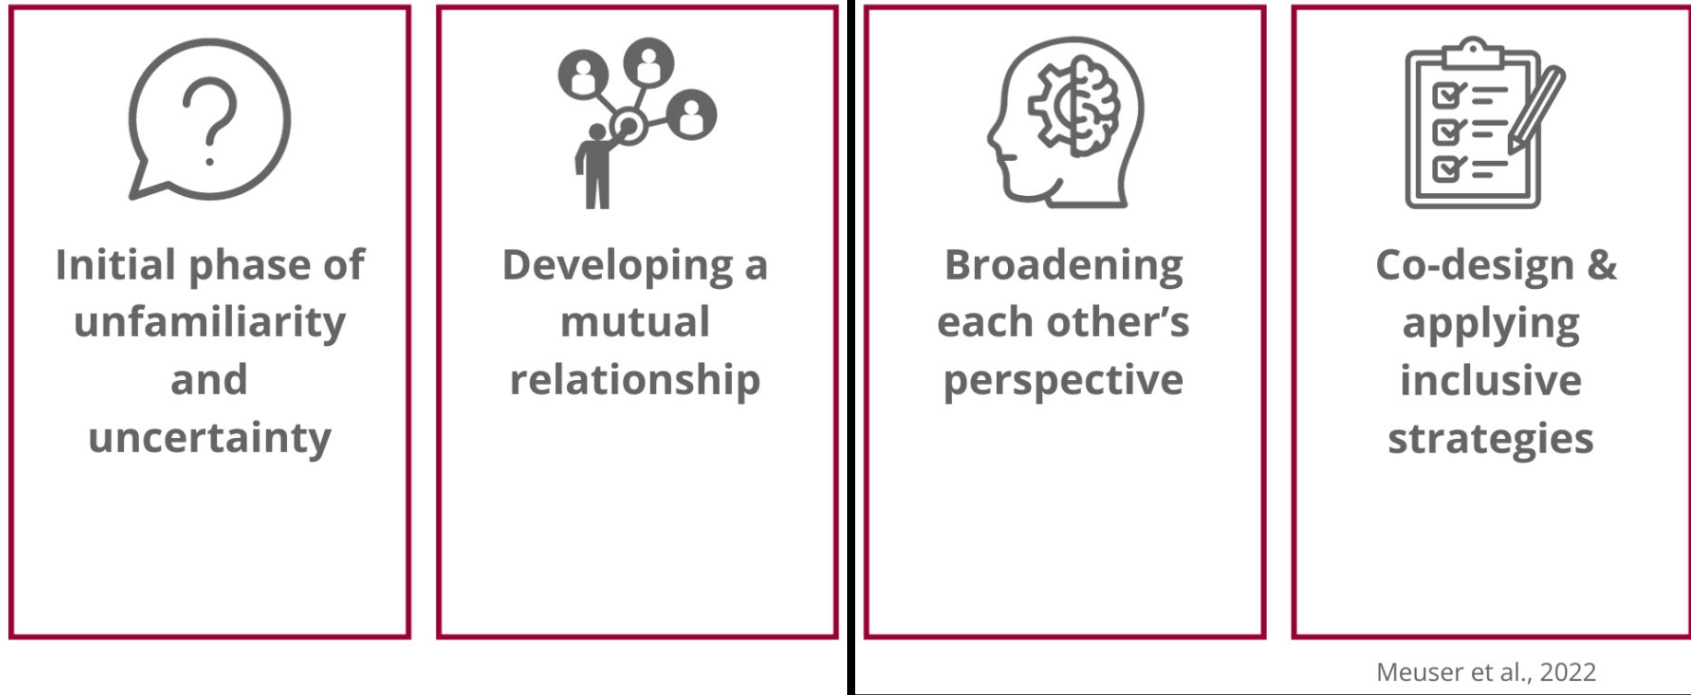 Initial phase of
unfamiliarity
and
uncertainty
Developing a
mutual
relationship
Broadening
each other’s
perspective
Co-design &
applying
inclusive
strategies
Meuser et al., 2022